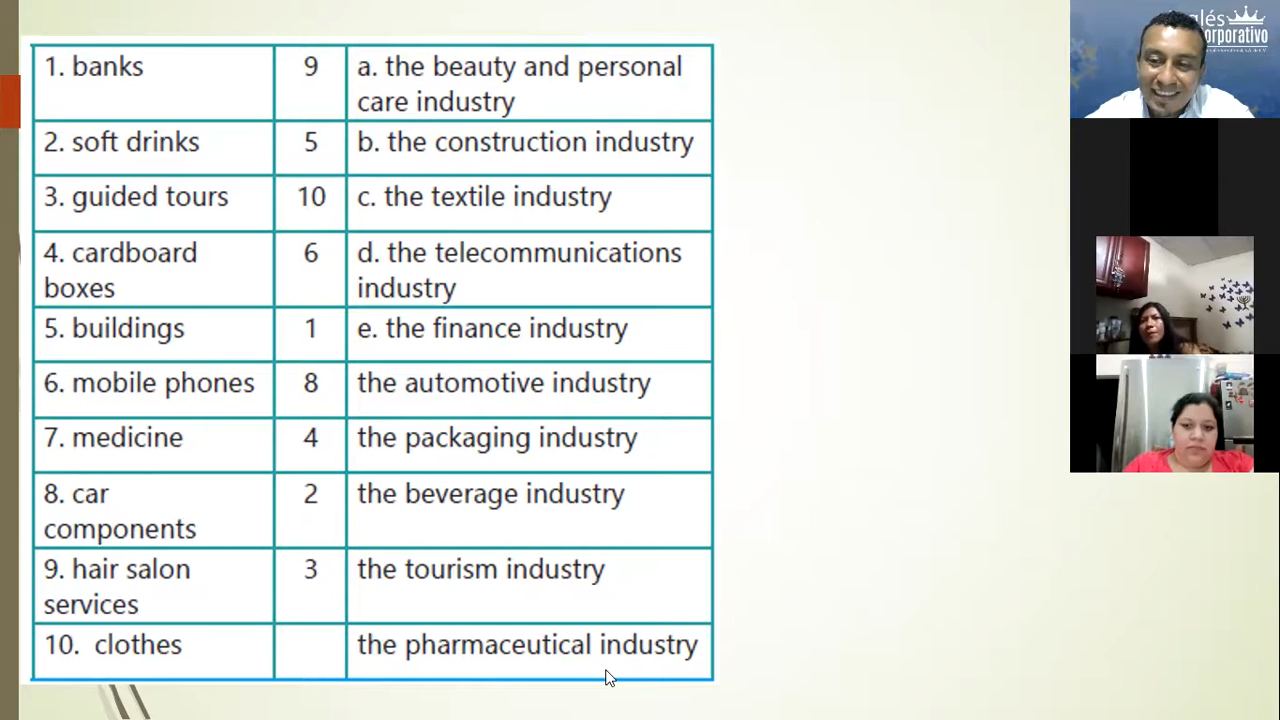 1. banks 9 a. the beauty and personal
care industry
2. soft drinks 5 b. the construction industry
3. guided tours 10 c. the textile industry
4. cardboard 6 d. the telecommunications
boxes industry
5. buildings 1 e. the finance industry
6. mobile phones 8 the automotive industry
7. medicine 4 the packaging industry
8. car 2 the beverage industry
components
9. hair salon 3 the tourism industry
services
10. clothes the pharmaceutical industry